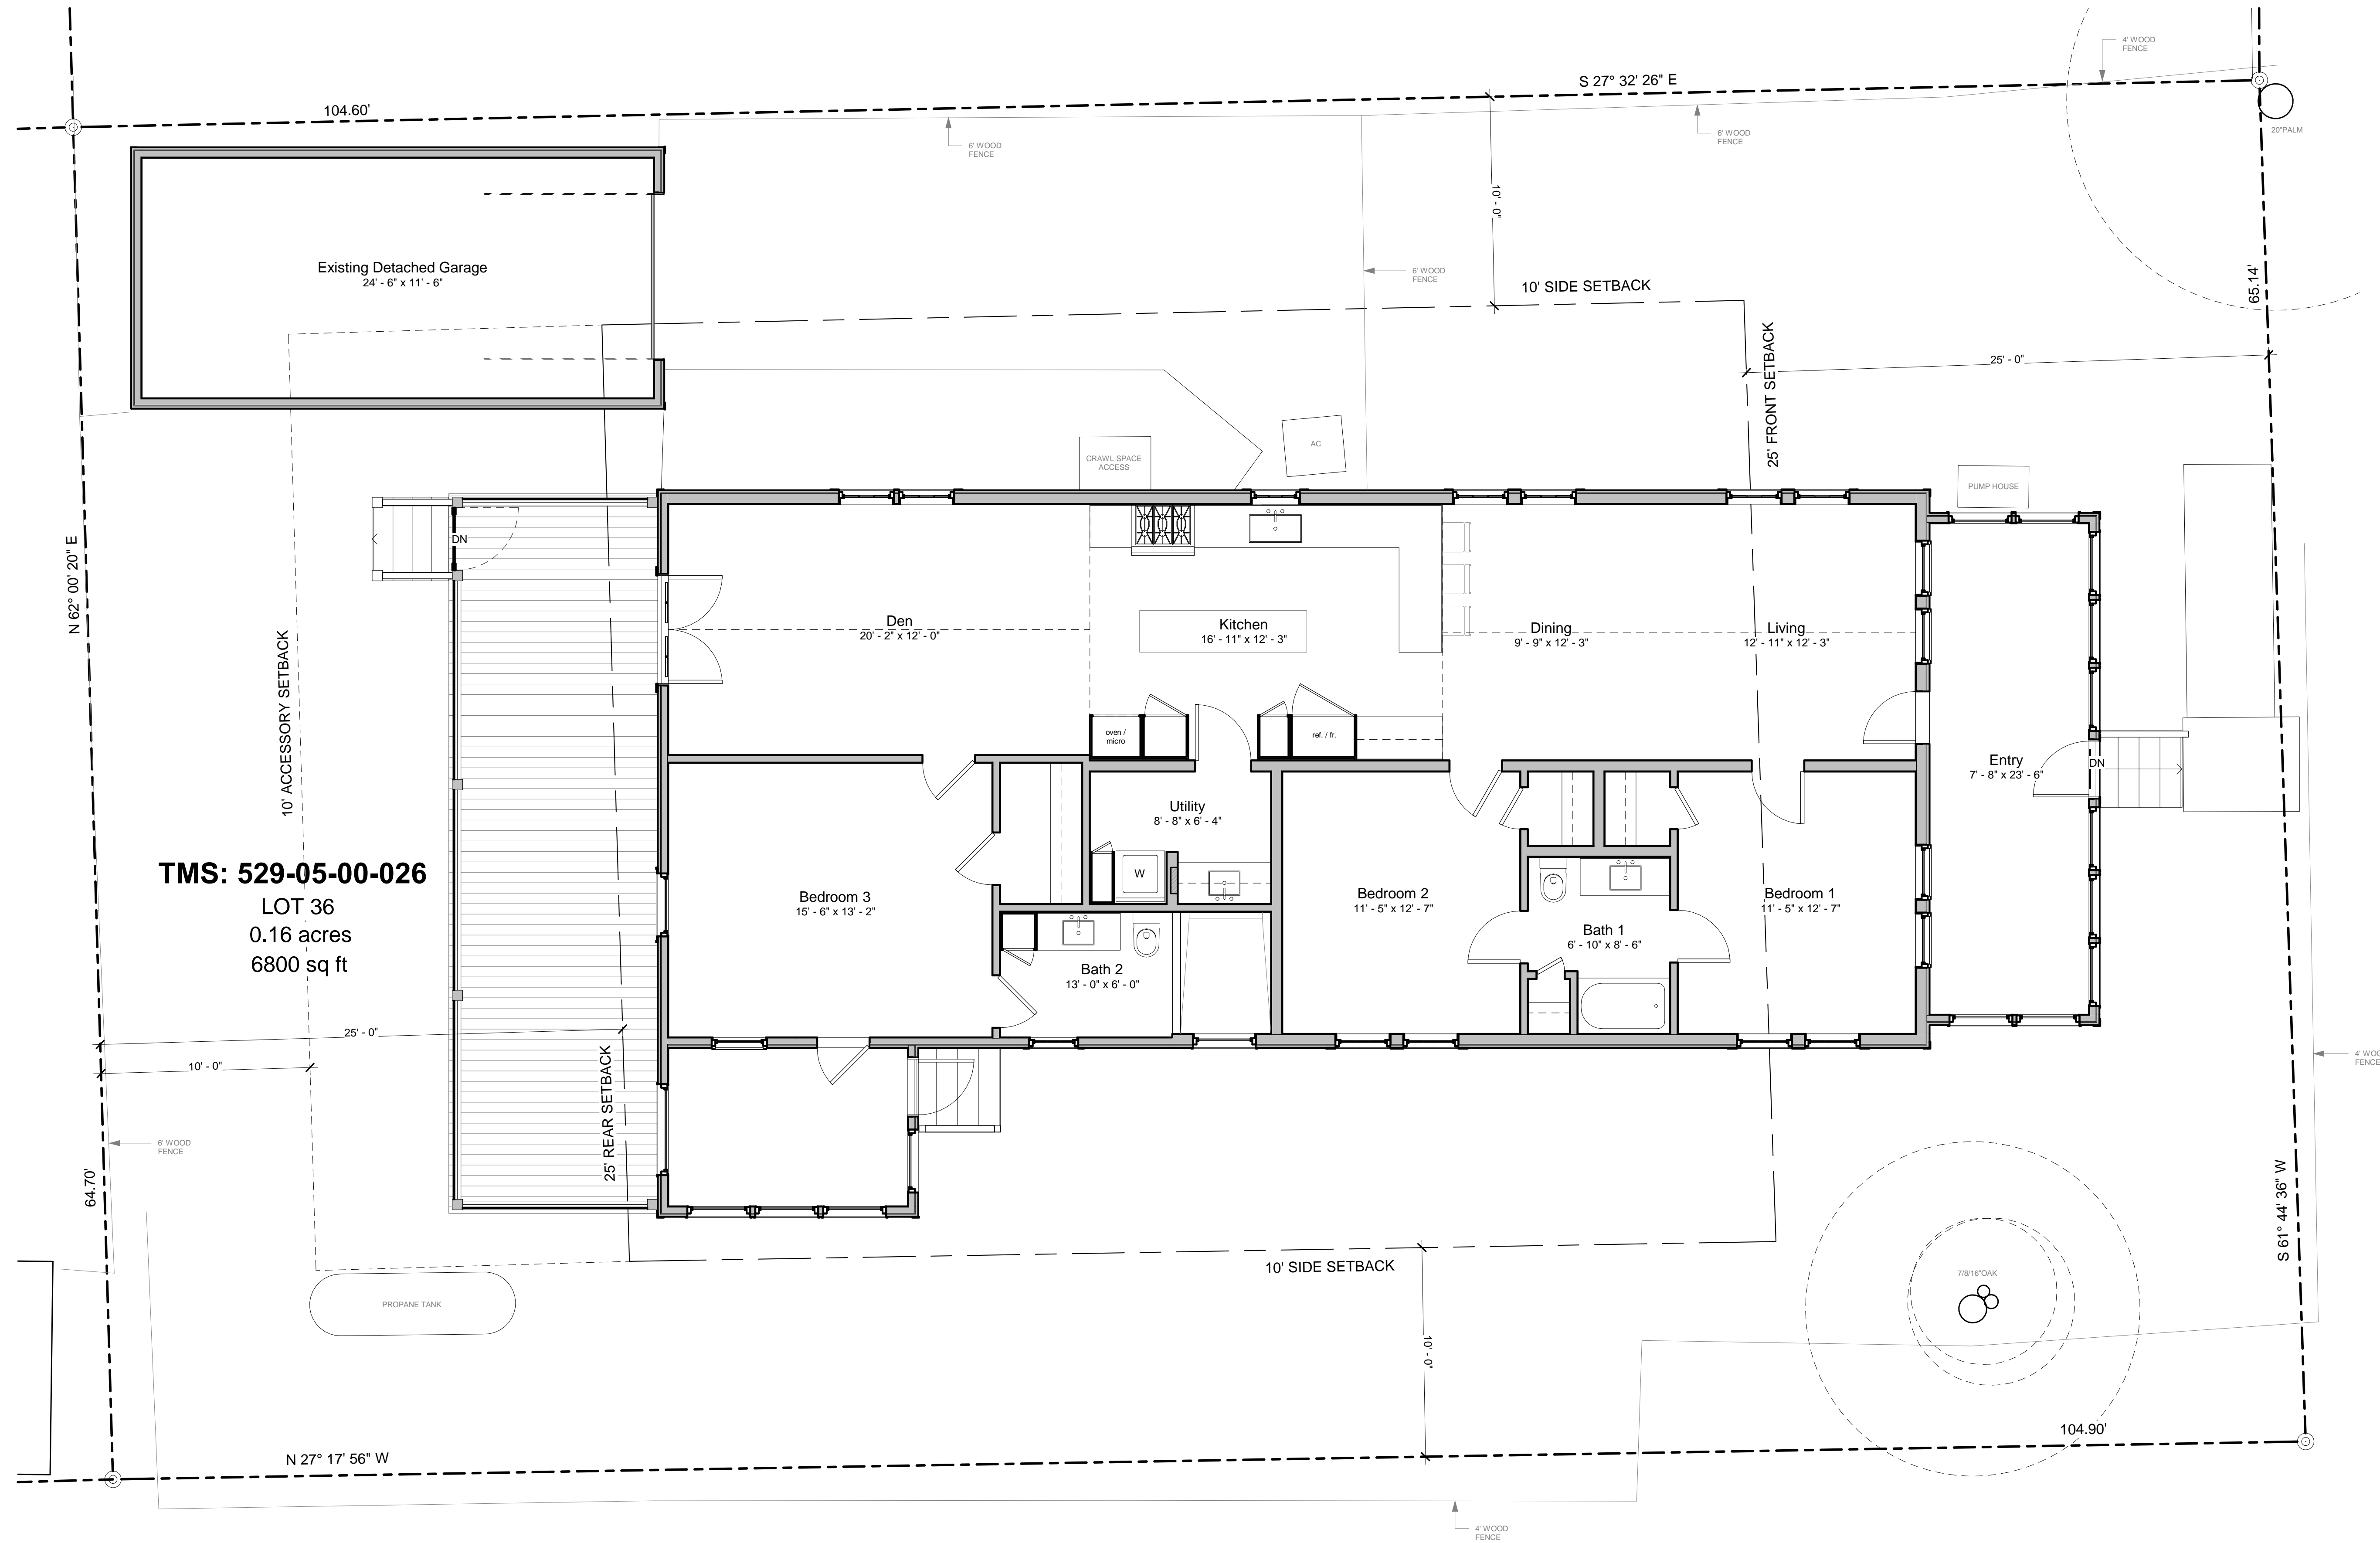 4' WOOD
FENCE
S 27° 32' 26" E
104.60'
20"PALM
6' WOOD
FENCE
6' WOOD
FENCE
10' - 0"
Existing Detached Garage
24' - 6" x 11' - 6"
6' WOOD
FENCE
10' SIDE SETBACK
65.14'
25' FRONT SETBACK
25' - 0"
AC
CRAWL SPACE
ACCESS
PUMP HOUSE
N 62° 00' 20" E
DN
Den
20' - 2" x 12' - 0"
Kitchen
16' - 11" x 12' - 3"
Dining
9' - 9" x 12' - 3"
Living
12' - 11" x 12' - 3"
10' ACCESSORY SETBACK
oven /
micro
ref. / fr.
Entry
7' - 8" x 23' - 6"
DN
Utility
8' - 8" x 6' - 4"
W
TMS: 529-05-00-026
LOT 36
0.16 acres
6800 sq ft
Bedroom 3
15' - 6" x 13' - 2"
Bedroom 2
11' - 5" x 12' - 7"
Bedroom 1
11' - 5" x 12' - 7"
Bath 1
6' - 10" x 8' - 6"
Bath 2
13' - 0" x 6' - 0"
25' - 0"
10' - 0"
25' REAR SETBACK
4' WOO
FENCE
6' WOOD
FENCE
64.70'
S 61° 44' 36" W
10' SIDE SETBACK
7/8/16"OAK
PROPANE TANK
10' - 0"
104.90'
N 27° 17' 56" W
4' WOOD
FENCE